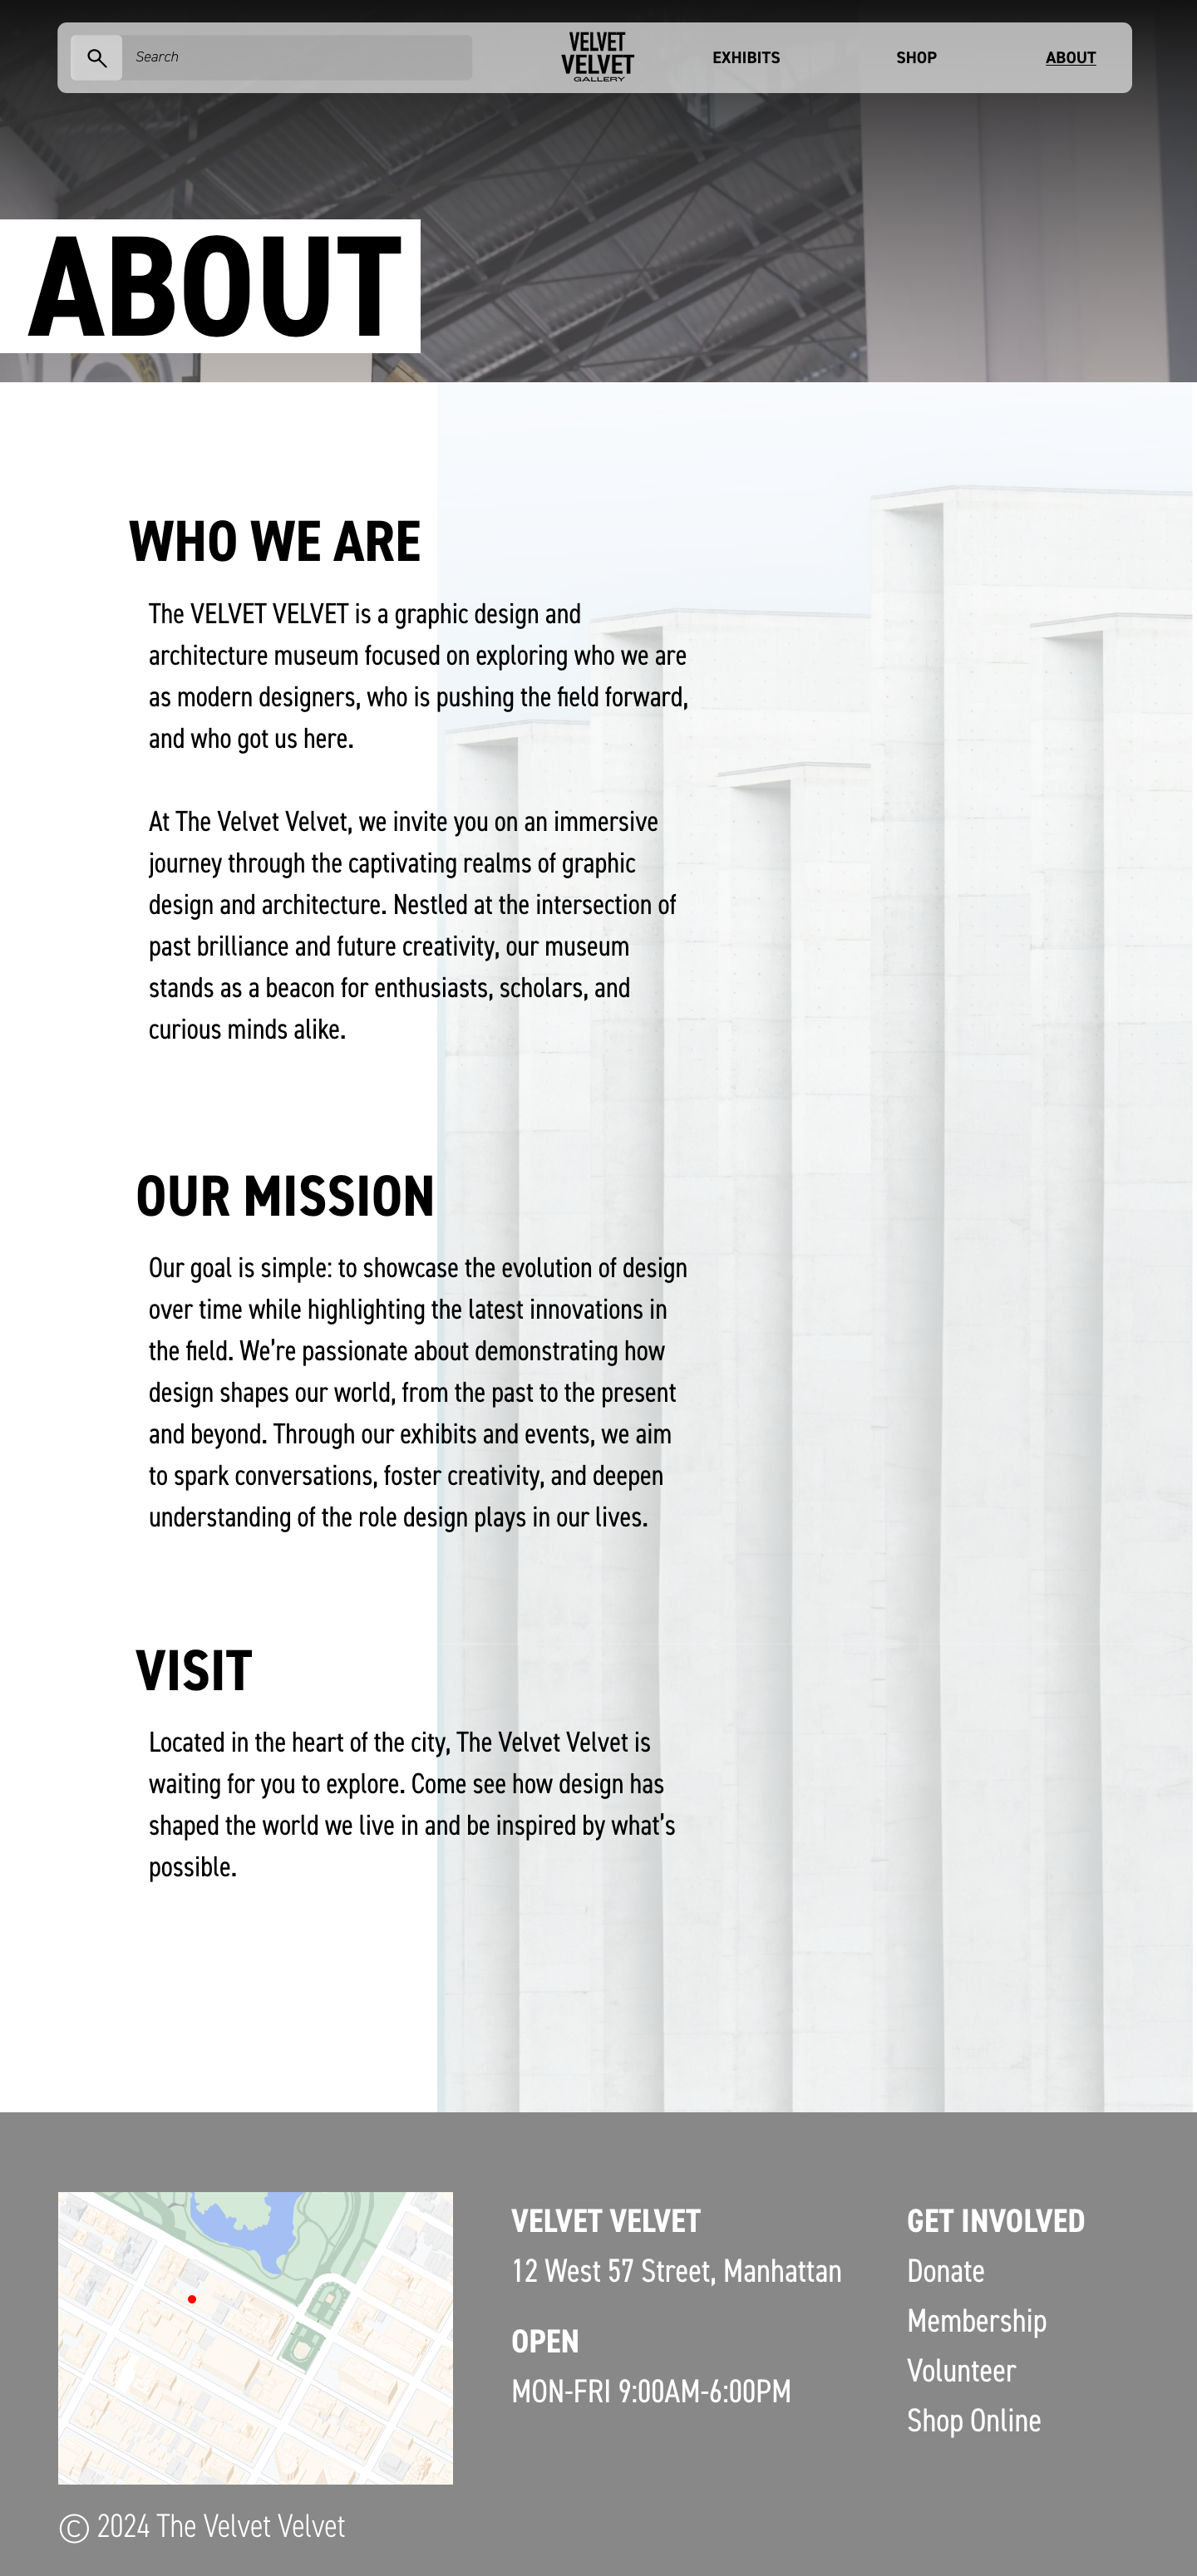 Search
VELVET
VELVET
GALLERY
EXHIBITS
SHOP
ABOUT
ABOUT
WHO WE ARE
The VELVET VELVET is a graphic design and
architecture museum focused on exploring who we are
as modern designers, who is pushing the field forward,
and who got us here.
At The Velvet Velvet, we invite you on an immersive
journey through the captivating realms of graphic
design and architecture. Nestled at the intersection of
past brilliance and future creativity, our museum
stands as a beacon for enthusiasts, scholars, and
curious minds alike.
OUR MISSION
Our goal is simple: to showcase the evolution of design
over time while highlighting the latest innovations in
the field. We're passionate about demonstrating how
design shapes our world, from the past to the present
and beyond. Through our exhibits and events, we aim
to spark conversations, foster creativity, and deepen
understanding of the role design plays in our lives.
VISIT
Located in the heart of the city, The Velvet Velvet is
waiting for you to explore. Come see how design has
shaped the world we live in and be inspired by what's
possible.
VELVET VELVET
12 West 57 Street, Manhattan
OPEN
MON-FRI 9:00AM-6:00PM
GET INVOLVED
Donate
Membership
Volunteer
Shop Online
© 2024 The Velvet Velvet